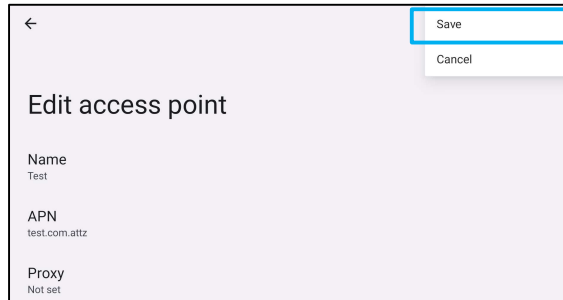 Save
Cancel
Edit access point
Name
Test
APN
test.com.attz
Proxy
Not set